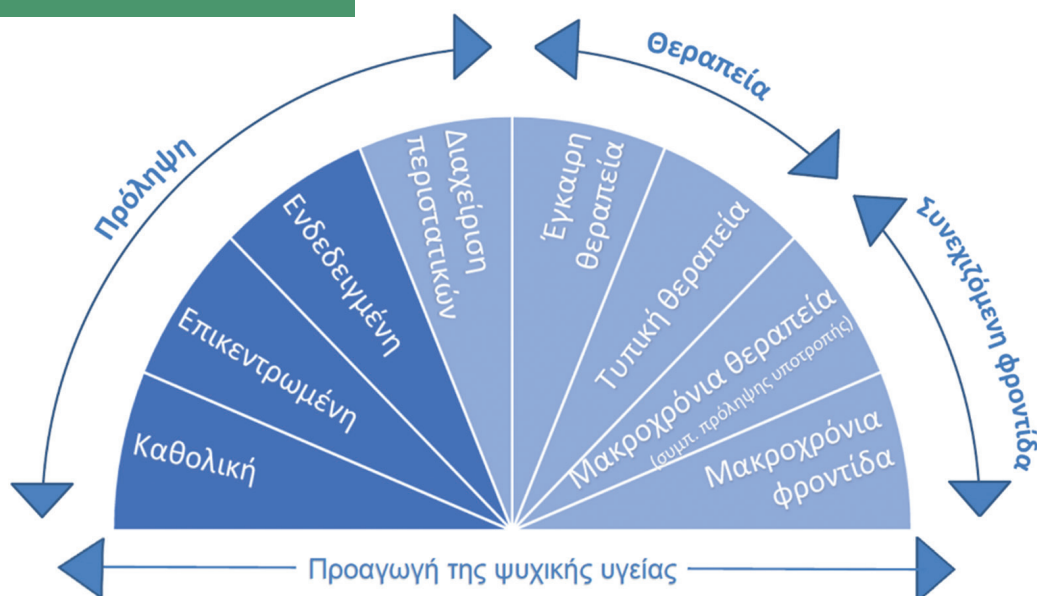 Πρόληψη
Θεραπεία
Συνεχιζόμενη φροντίδα
Καθολική
Επικεντρωμένη
Ενδεδειγμένη
Διαχείριση
περιστατικών
Έγκαιρη
θεραπεία
Τυπική θεραπεία
Μακροχρόνια θεραπεία
(συμπ. πρόληψης υποτροπής)
Μακροχρόνια
φροντίδα
Προαγωγή της ψυχικής υγείας